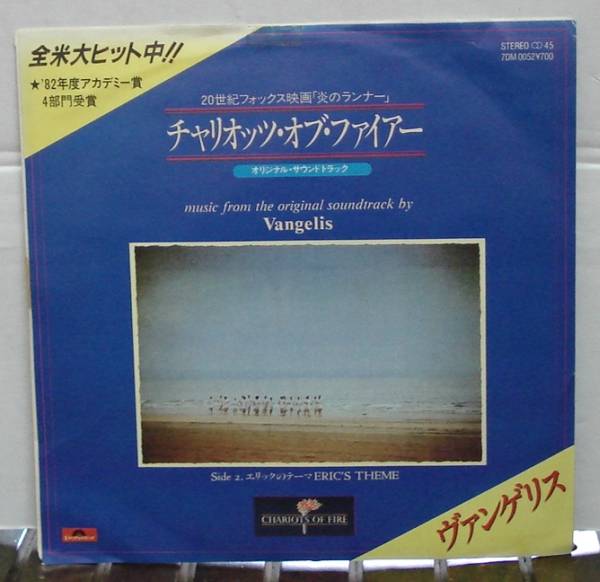 全米大ヒット中!!
★'82年度アカデミー賞
4部門受賞
STEREO 45
7DM 0052 ¥700
20世紀フォックス映画「炎のランナー」
チャリオッツ・オブ・ファイアー
オリジナル・サウンドトラック
music from the original soundtrack by
Vangelis
Side 2. エリックのテーマ ERIC'S THEME
CHARIOTS OF FIRE
ヴァンゲリス